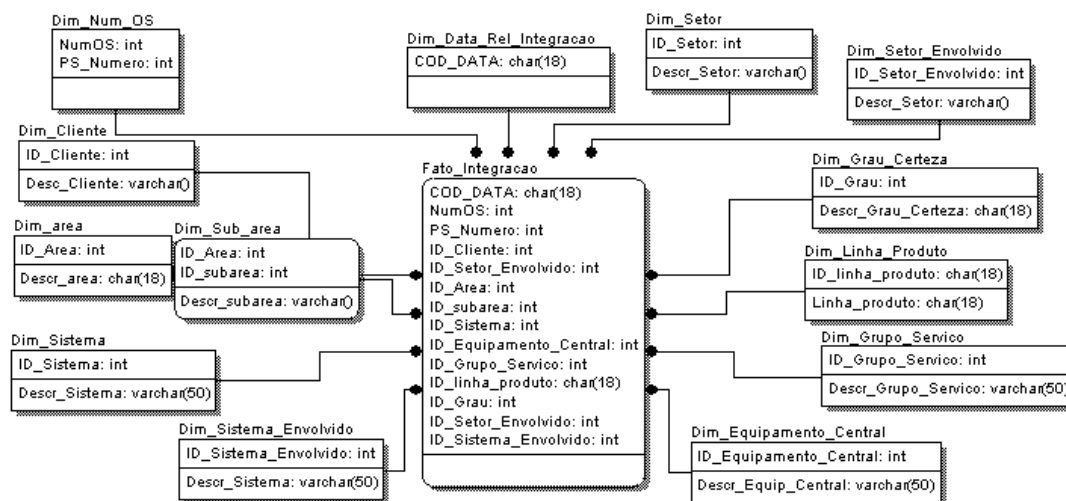 Dim_Num_OS
NumOS: int
PS_Numero: int
Dim_Data_Rel_Integracao
COD_DATA: char(18)
Dim_Setor
ID_Setor: int
Descr_Setor: varchar()
Dim_Setor_Envolvido
ID_Setor_Envolvido: int
Descr_Setor: varchar()
Dim_Cliente
ID_Cliente: int
Desc_Cliente: varchar()
Dim_area
ID_Area: int
Descr_area: char(18)
Dim_Sub_area
ID_Area: int
ID_subarea: int
Descr_subarea: varchar()
Fato_Integracao
COD_DATA: char(18)
NumOS: int
PS_Numero: int
ID_Cliente: int
ID_Setor_Envolvido: int
ID_Area: int
ID_subarea: int
ID_Sistema: int
ID_Equipamento_Central: int
ID_Grupo_Servico: int
ID_linha_produto: char(18)
ID_Grau: int
ID_Setor_Envolvido: int
ID_Sistema_Envolvido: int
Dim_Grau_Certeza
ID_Grau: int
Descr_Grau_Certeza: char(18)
Dim_Linha_Produto
ID_linha_produto: char(18)
Linha_produto: char(18)
Dim_Sistema
ID_Sistema: int
Descr_Sistema: varchar(50)
Dim_Grupo_Servico
ID_Grupo_Servico: int
Descr_Grupo_Servico: varchar(50)
Dim_Sistema_Envolvido
ID_Sistema_Envolvido: int
Descr_Sistema: varchar(50)
Dim_Equipamento_Central
ID_Equipamento_Central: int
Descr_Equip_Central: varchar(50)